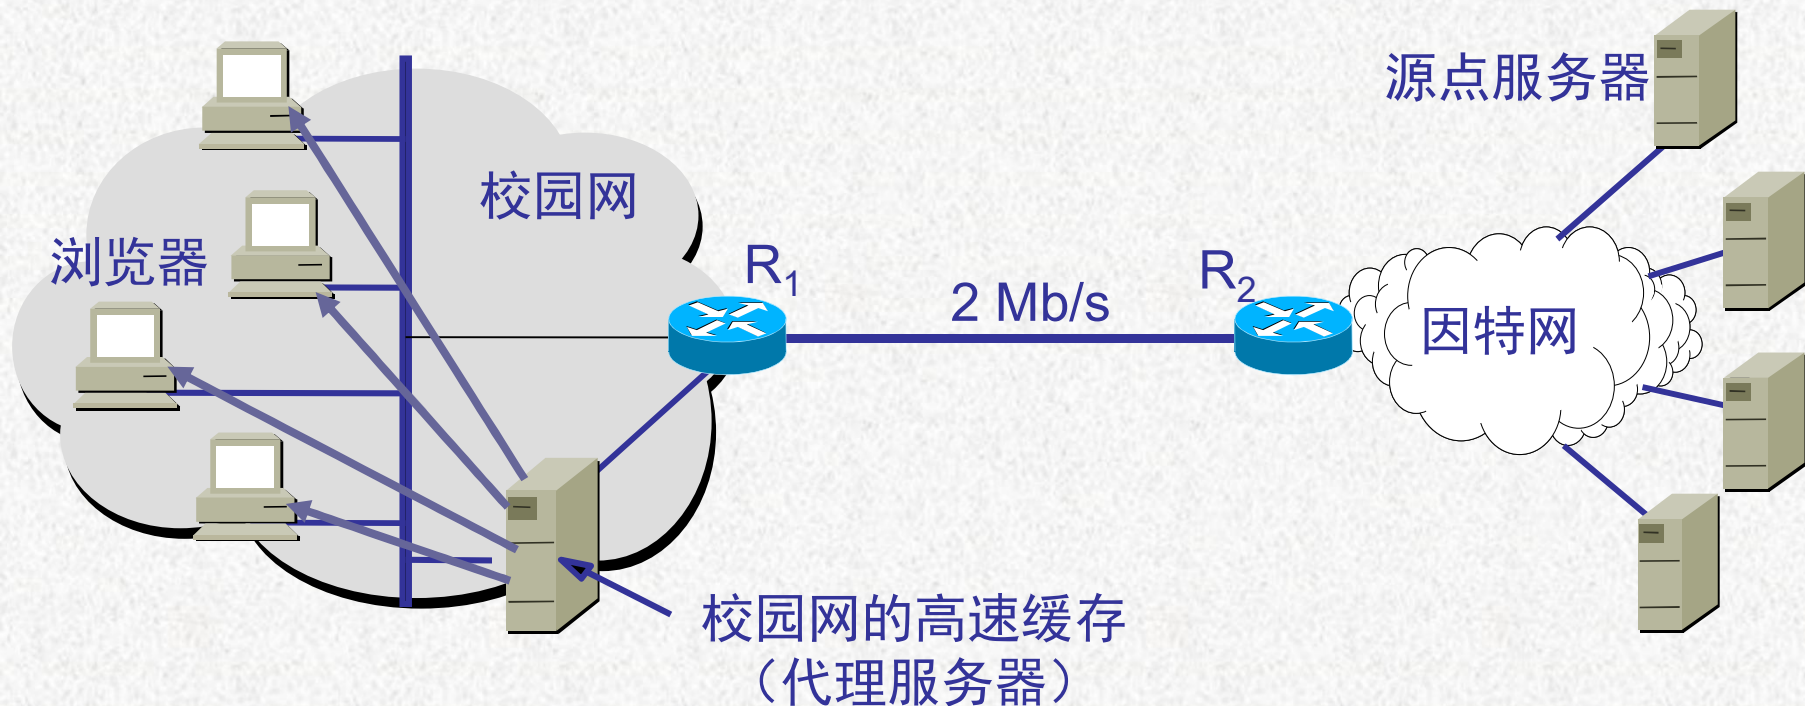 源点服务器
校园网
浏览器
R1
2 Mb/s
R2
因特网
校园网的高速缓存
（代理服务器）